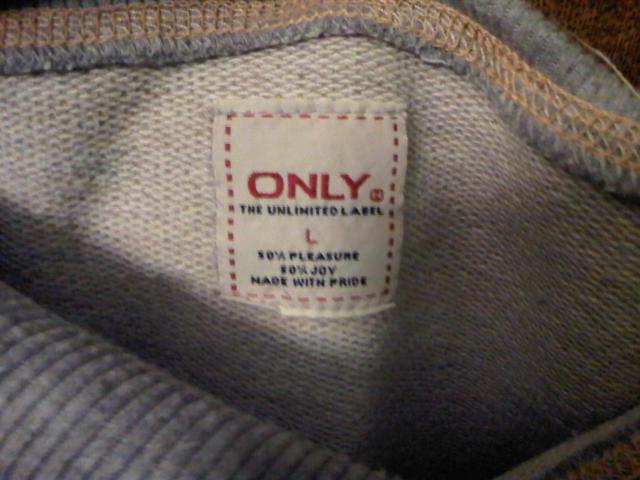 ONLY
THE UNLIMITED LABEL
L
50% PLEASURE
50% JOY
MADE WITH PRIDE